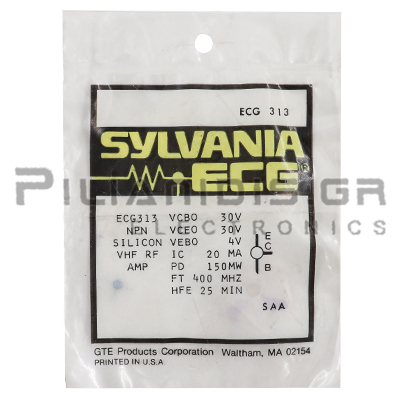 ECG 313
SYLVANIA
ECG®
PILIAMIDIS.GR
ELECTRONICS
ECG313 VCBO 30V
NPN VCEO 30V
SILICON VEBO 4V
VHF RF IC 20 MA
AMP PD 150MW
FT 400 MHZ
HFE 25 MIN
E
C
B
SAA
GTE Products Corporation Waltham, MA 02154
PRINTED IN U.S.A.